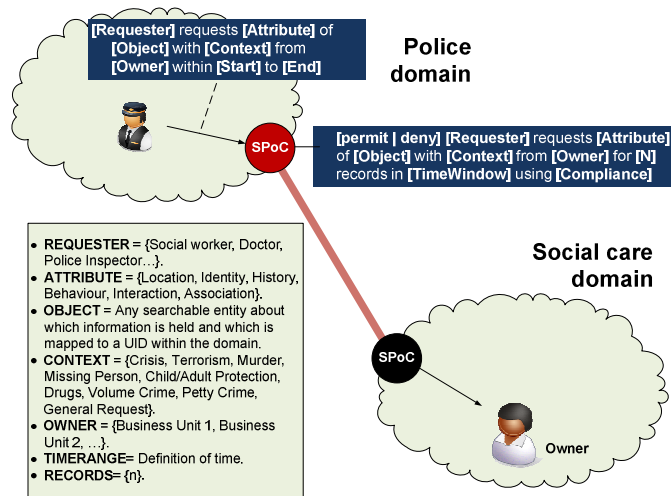 [Requester] requests [Attribute] of
[Object] with [Context] from
[Owner] within [Start] to [End]
Police
domain
SPoC
[permit | deny] [Requester] requests [Attribute]
of [Object] with [Context] from [Owner] for [N]
records in [TimeWindow] using [Compliance]
• REQUESTER = {Social worker, Doctor,
Police Inspector…}.
• ATTRIBUTE = {Location, Identity, History,
Behaviour, Interaction, Association}.
• OBJECT = Any searchable entity about
which information is held and which is
mapped to a UID within the domain.
• CONTEXT = {Crisis, Terrorism, Murder,
Missing Person, Child/Adult Protection,
Drugs, Volume Crime, Petty Crime,
General Request}.
• OWNER = {Business Unit 1, Business
Unit 2, …}.
• TIMERANGE= Definition of time.
• RECORDS= {n}.
Social care
domain
SPoC
Owner